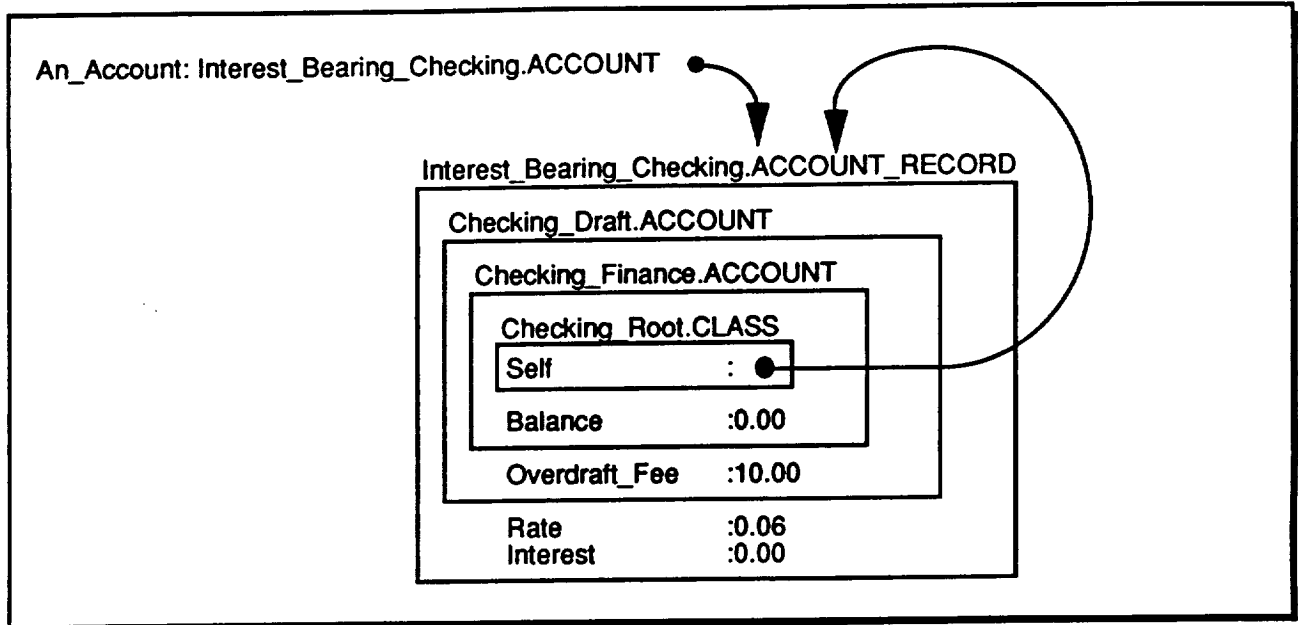 An_Account: Interest_Bearing_Checking.ACCOUNT
Interest_Bearing_Checking.ACCOUNT_RECORD
Checking_Draft.ACCOUNT
Checking_Finance.ACCOUNT
Checking_Root.CLASS
Self :
Balance :0.00
Overdraft_Fee :10.00
Rate :0.06
Interest :0.00